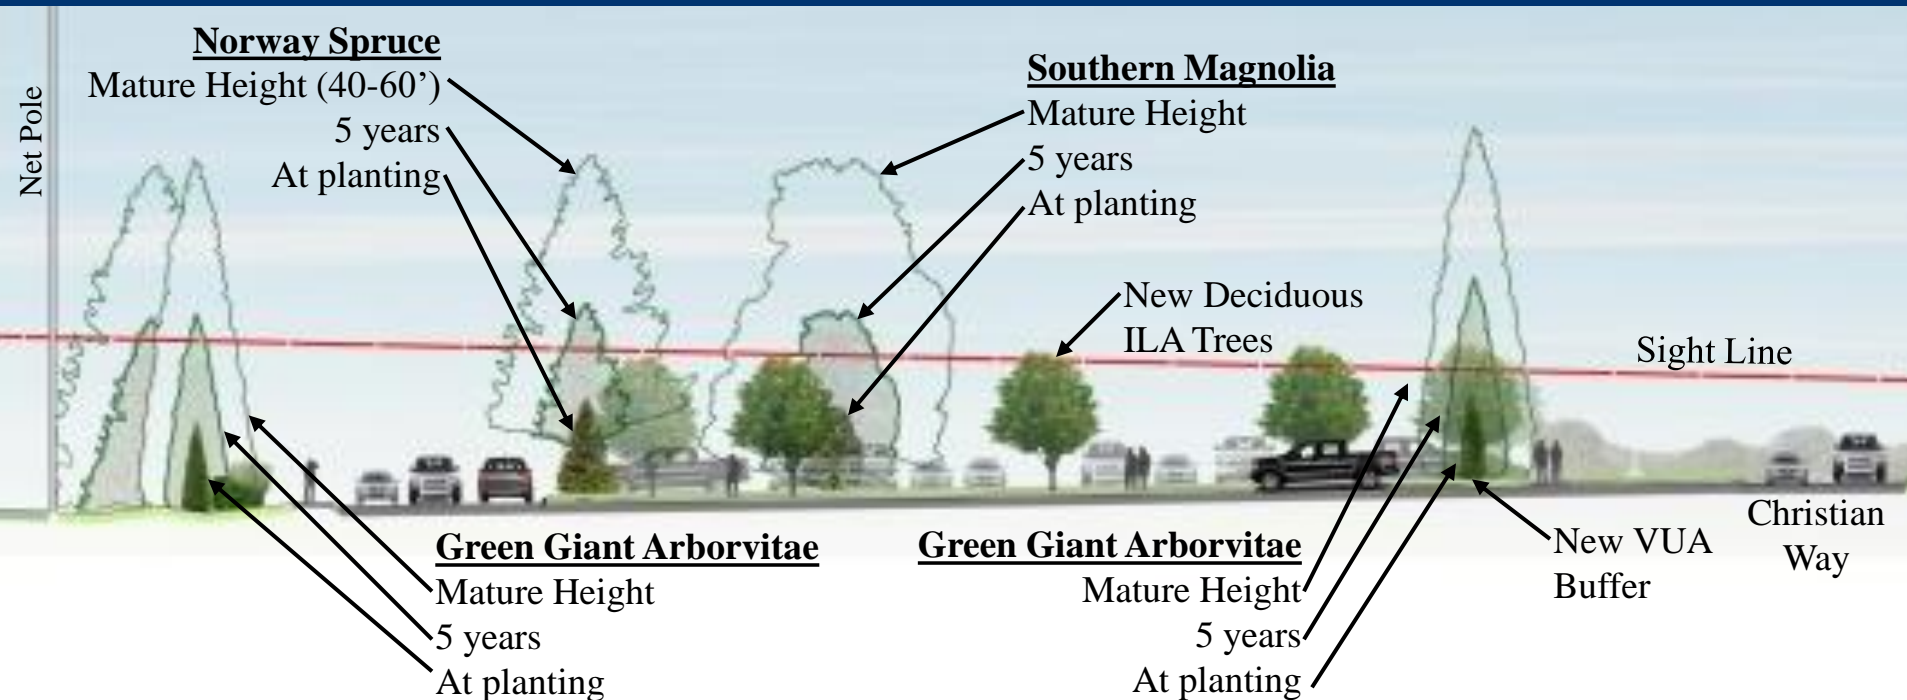 Net Pole
Norway Spruce
Mature Height (40-60’)
5 years
At planting
Southern Magnolia
Mature Height
5 years
At planting
New Deciduous
ILA Trees
Sight Line
Green Giant Arborvitae
Mature Height
5 years
At planting
Green Giant Arborvitae
Mature Height
5 years
At planting
New VUA
Buffer
Christian
Way